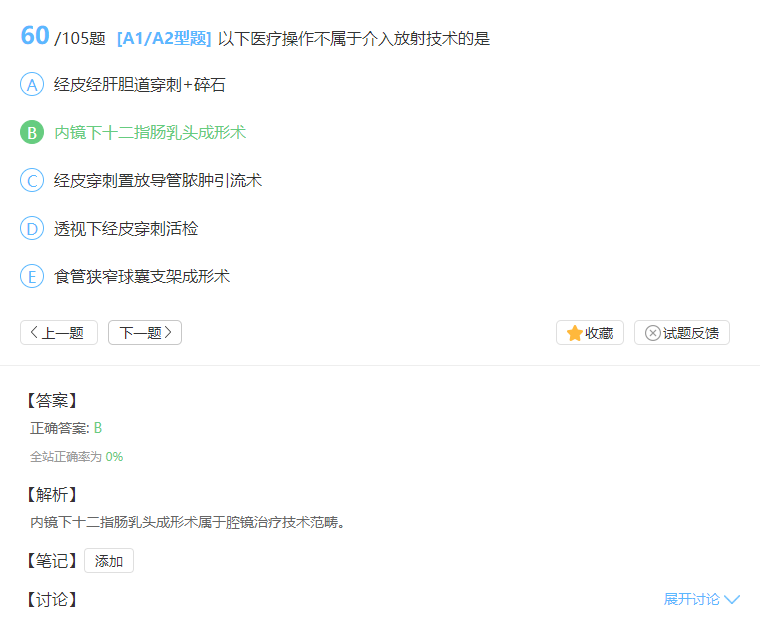 60 /105题 [A1/A2型题] 以下医疗操作不属于介入放射技术的是
A 经皮经肝胆道穿刺+碎石
B 内镜下十二指肠乳头成形术
C 经皮穿刺置放导管脓肿引流术
D 透视下经皮穿刺活检
E 食管狭窄球囊支架成形术
上一题 下一题 收藏 试题反馈
【答案】
正确答案: B
全站正确率为 0%
【解析】
内镜下十二指肠乳头成形术属于腔镜治疗技术范畴。
【笔记】 添加
【讨论】 展开讨论